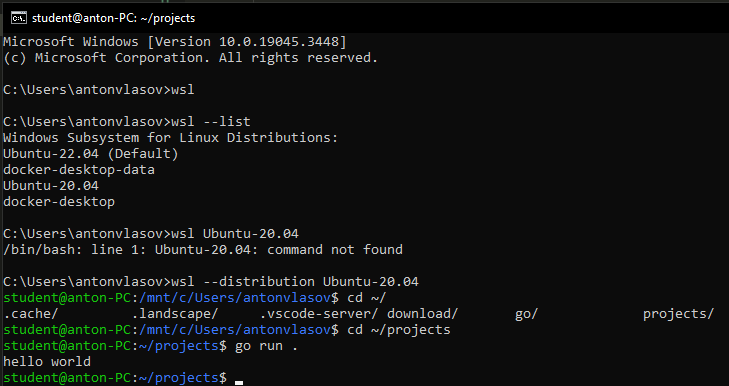 student@anton-PC: ~/projects
Microsoft Windows [Version 10.0.19045.3448]
(c) Microsoft Corporation. All rights reserved.
C:\Users\antonvlasov>wsl
C:\Users\antonvlasov>wsl --list
Windows Subsystem for Linux Distributions:
Ubuntu-22.04 (Default)
docker-desktop-data
Ubuntu-20.04
docker-desktop
C:\Users\antonvlasov>wsl Ubuntu-20.04
/bin/bash: line 1: Ubuntu-20.04: command not found
C:\Users\antonvlasov>wsl --distribution Ubuntu-20.04
student@anton-PC:/mnt/c/Users/antonvlasov$ cd ~/
.cache/ .landscape/ .vscode-server/ download/ go/ projects/
student@anton-PC:/mnt/c/Users/antonvlasov$ cd ~/projects
student@anton-PC:~/projects$ go run .
hello world
student@anton-PC:~/projects$